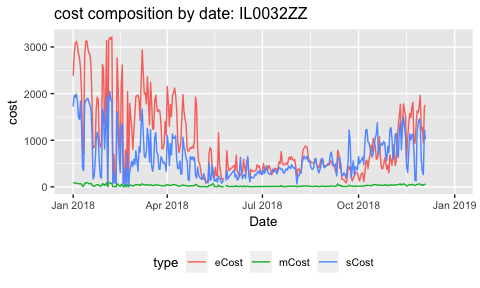 cost composition by date: IL0032ZZ
3000
2000
1000
0
cost
Jan 2018 Apr 2018 Jul 2018 Oct 2018 Jan 2019
Date
type eCost mCost sCost